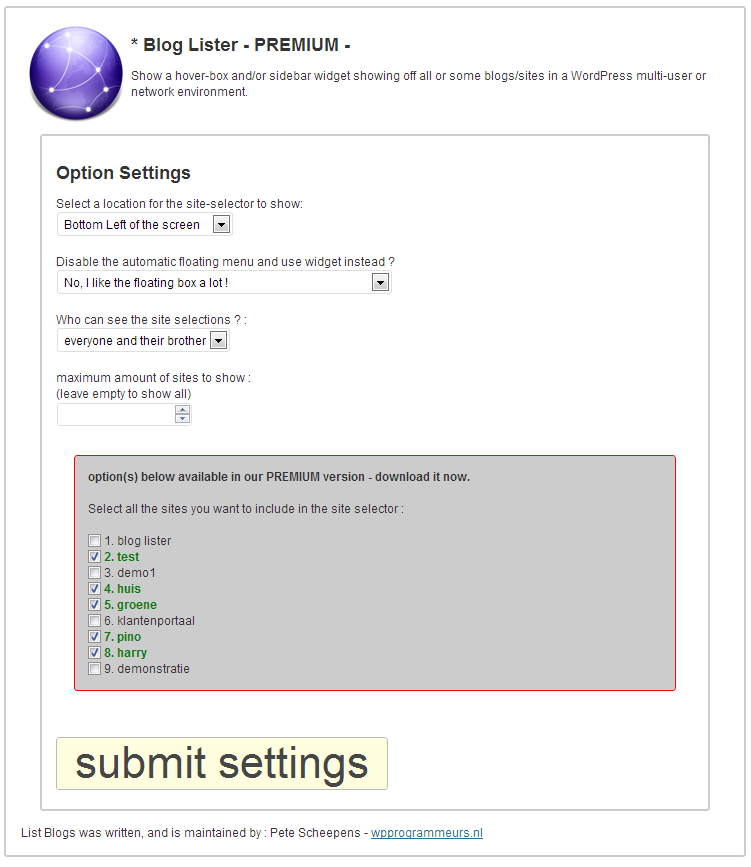 * Blog Lister - PREMIUM -
Show a hover-box and/or sidebar widget showing off all or some blogs/sites in a WordPress multi-user or
network environment.
Option Settings
Select a location for the site-selector to show:
Bottom Left of the screen
Disable the automatic floating menu and use widget instead ?
No, I like the floating box a lot !
Who can see the site selections ? :
everyone and their brother
maximum amount of sites to show :
(leave empty to show all)
option(s) below available in our PREMIUM version - download it now.
Select all the sites you want to include in the site selector :
1. blog lister
2. test
3. demo1
4. huis
5. groene
6. klantenportaal
7. pino
8. harry
9. demonstratie
submit settings
List Blogs was written, and is maintained by : Pete Scheepens - wpprogrammeurs.nl